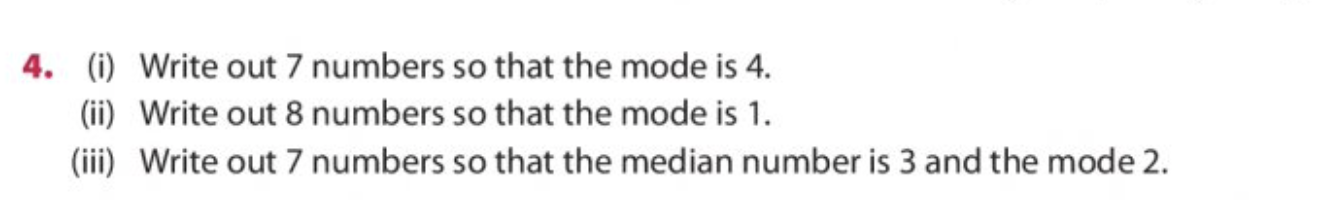 4. (i) Write out 7 numbers so that the mode is 4.
(ii) Write out 8 numbers so that the mode is 1.
(iii) Write out 7 numbers so that the median number is 3 and the mode 2.